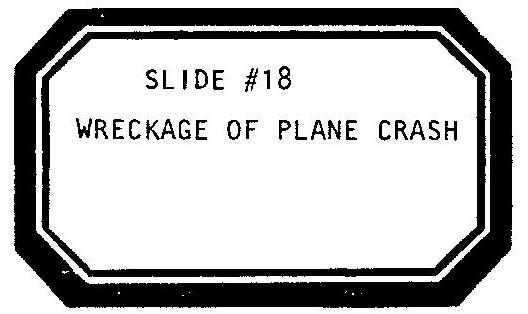 SLIDE #18
WRECKAGE OF PLANE CRASH